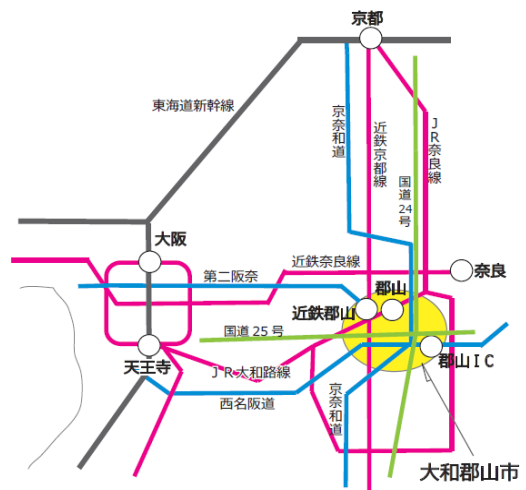 京都
東海道新幹線
京奈和道
近鉄京都線
国道24号
JR奈良線
大阪
近鉄奈良線
奈良
第二阪奈
郡山
近鉄郡山
国道25号
天王寺
郡山IC
JR大和路線
西名阪道
京奈和道
大和郡山市